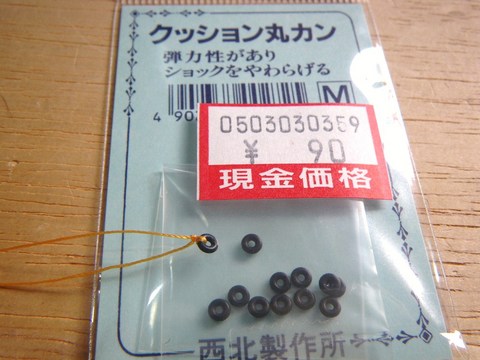 クッション丸カン
弾力性があり
ショックをやわらげる
M
490
0503030359
¥ 90
現金価格
西北製作所